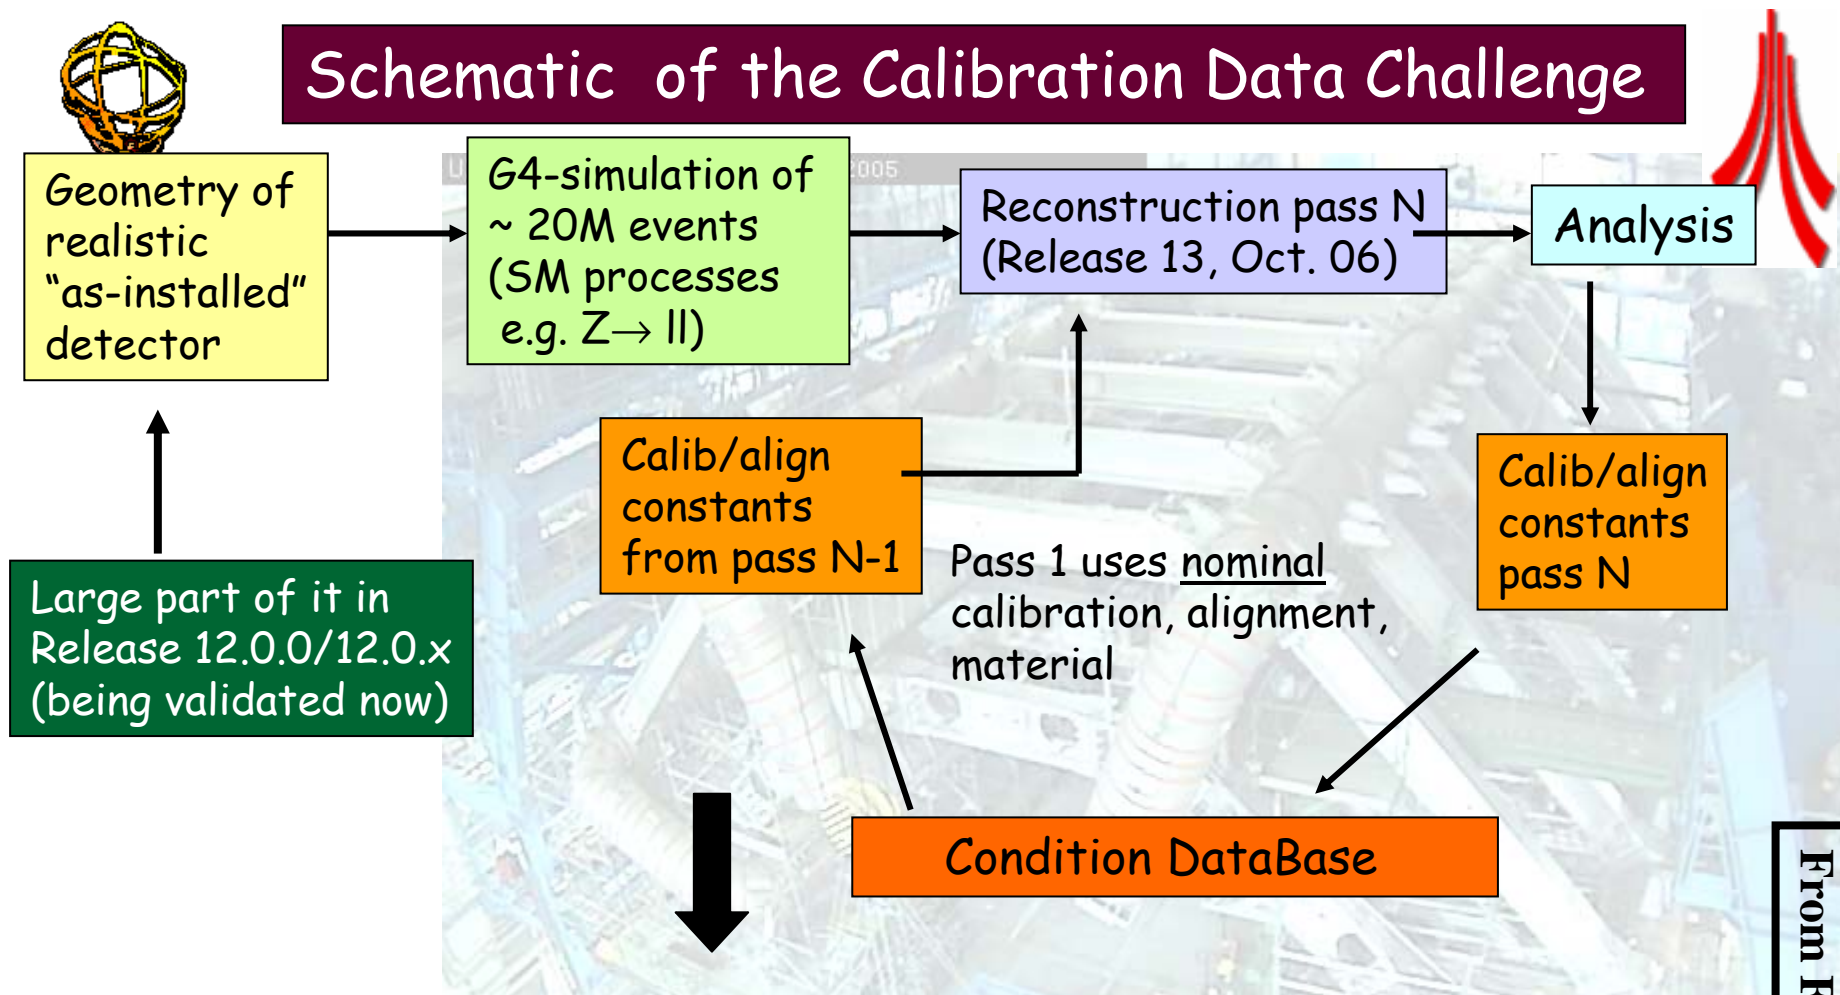 Schematic of the Calibration Data Challenge
U
2005
Geometry of
realistic
“as-installed”
detector
G4-simulation of
~ 20M events
(SM processes
e.g. Z→ ll)
Reconstruction pass N
(Release 13, Oct. 06)
Analysis
Calib/align
constants
from pass N-1
Calib/align
constants
pass N
Pass 1 uses nominal
calibration, alignment,
material
Large part of it in
Release 12.0.0/12.0.x
(being validated now)
Condition DataBase
From